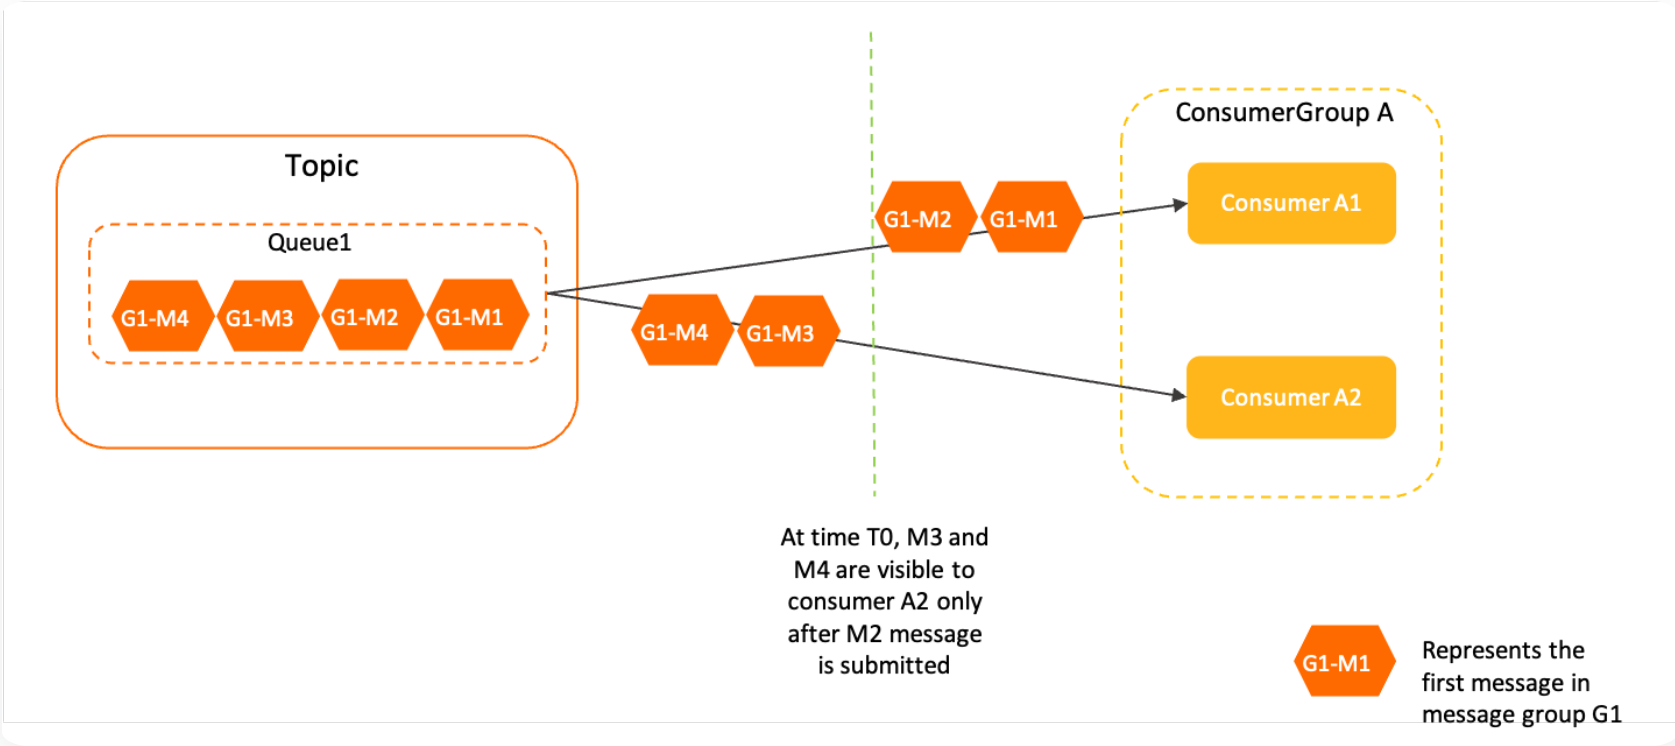 Topic
Queue1
G1-M4
G1-M3
G1-M2
G1-M1
G1-M2
G1-M1
G1-M4
G1-M3
ConsumerGroup A
Consumer A1
Consumer A2
At time T0, M3 and
M4 are visible to
consumer A2 only
after M2 message
is submitted
G1-M1
Represents the
first message in
message group G1